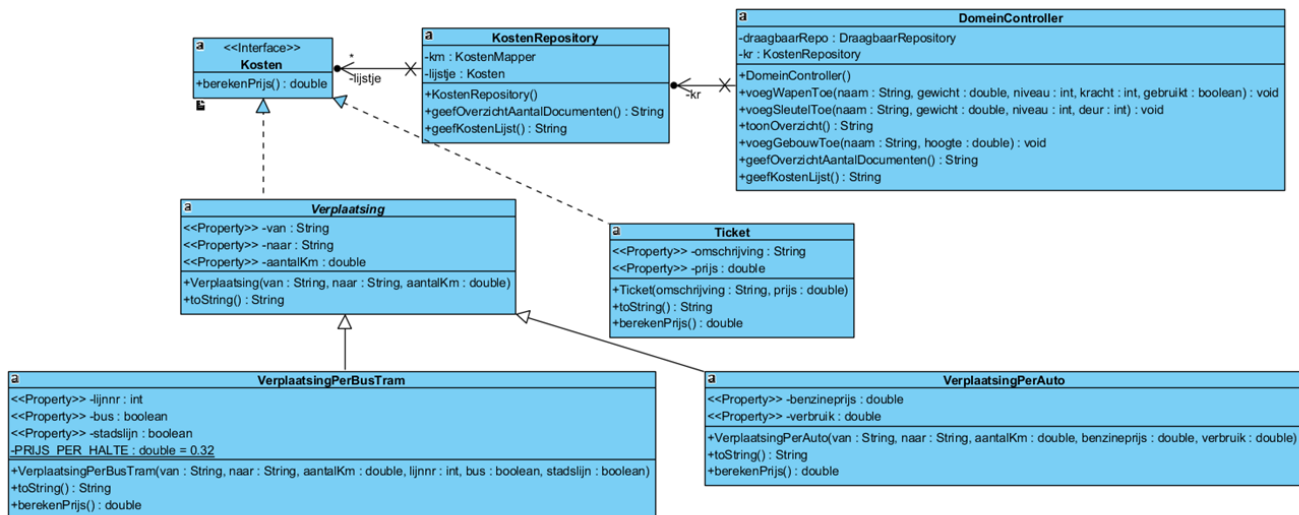 a
<<Interface>>
Kosten
+berekenPrijs() : double
*
-lijstje
a
KostenRepository
-km : KostenMapper
-lijstje : Kosten
+KostenRepository()
+geefOverzichtAantalDocumenten() : String
+geefKostenLijst() : String
-kr
a
DomeinController
-draagbaarRepo : DraagbaarRepository
-kr : KostenRepository
+DomeinController()
+voegWapenToe(naam : String, gewicht : double, niveau : int, kracht : int, gebruikt : boolean) : void
+voegSleutelToe(naam : String, gewicht : double, niveau : int, deur : int) : void
+toonOverzicht() : String
+voegGebouwToe(naam : String, hoogte : double) : void
+geefOverzichtAantalDocumenten() : String
+geefKostenLijst() : String
a
Verplaatsing
<<Property>> -van : String
<<Property>> -naar : String
<<Property>> -aantalKm : double
+Verplaatsing(van : String, naar : String, aantalKm : double)
+toString() : String
a
Ticket
<<Property>> -omschrijving : String
<<Property>> -prijs : double
+Ticket(omschrijving : String, prijs : double)
+toString() : String
+berekenPrijs() : double
a
VerplaatsingPerBusTram
<<Property>> -lijnnr : int
<<Property>> -bus : boolean
<<Property>> -stadslijn : boolean
-PRIJS_PER_HALTE : double = 0.32
+VerplaatsingPerBusTram(van : String, naar : String, aantalKm : double, lijnnr : int, bus : boolean, stadslijn : boolean)
+toString() : String
+berekenPrijs() : double
a
VerplaatsingPerAuto
<<Property>> -benzineprijs : double
<<Property>> -verbruik : double
+VerplaatsingPerAuto(van : String, naar : String, aantalKm : double, benzineprijs : double, verbruik : double)
+toString() : String
+berekenPrijs() : double